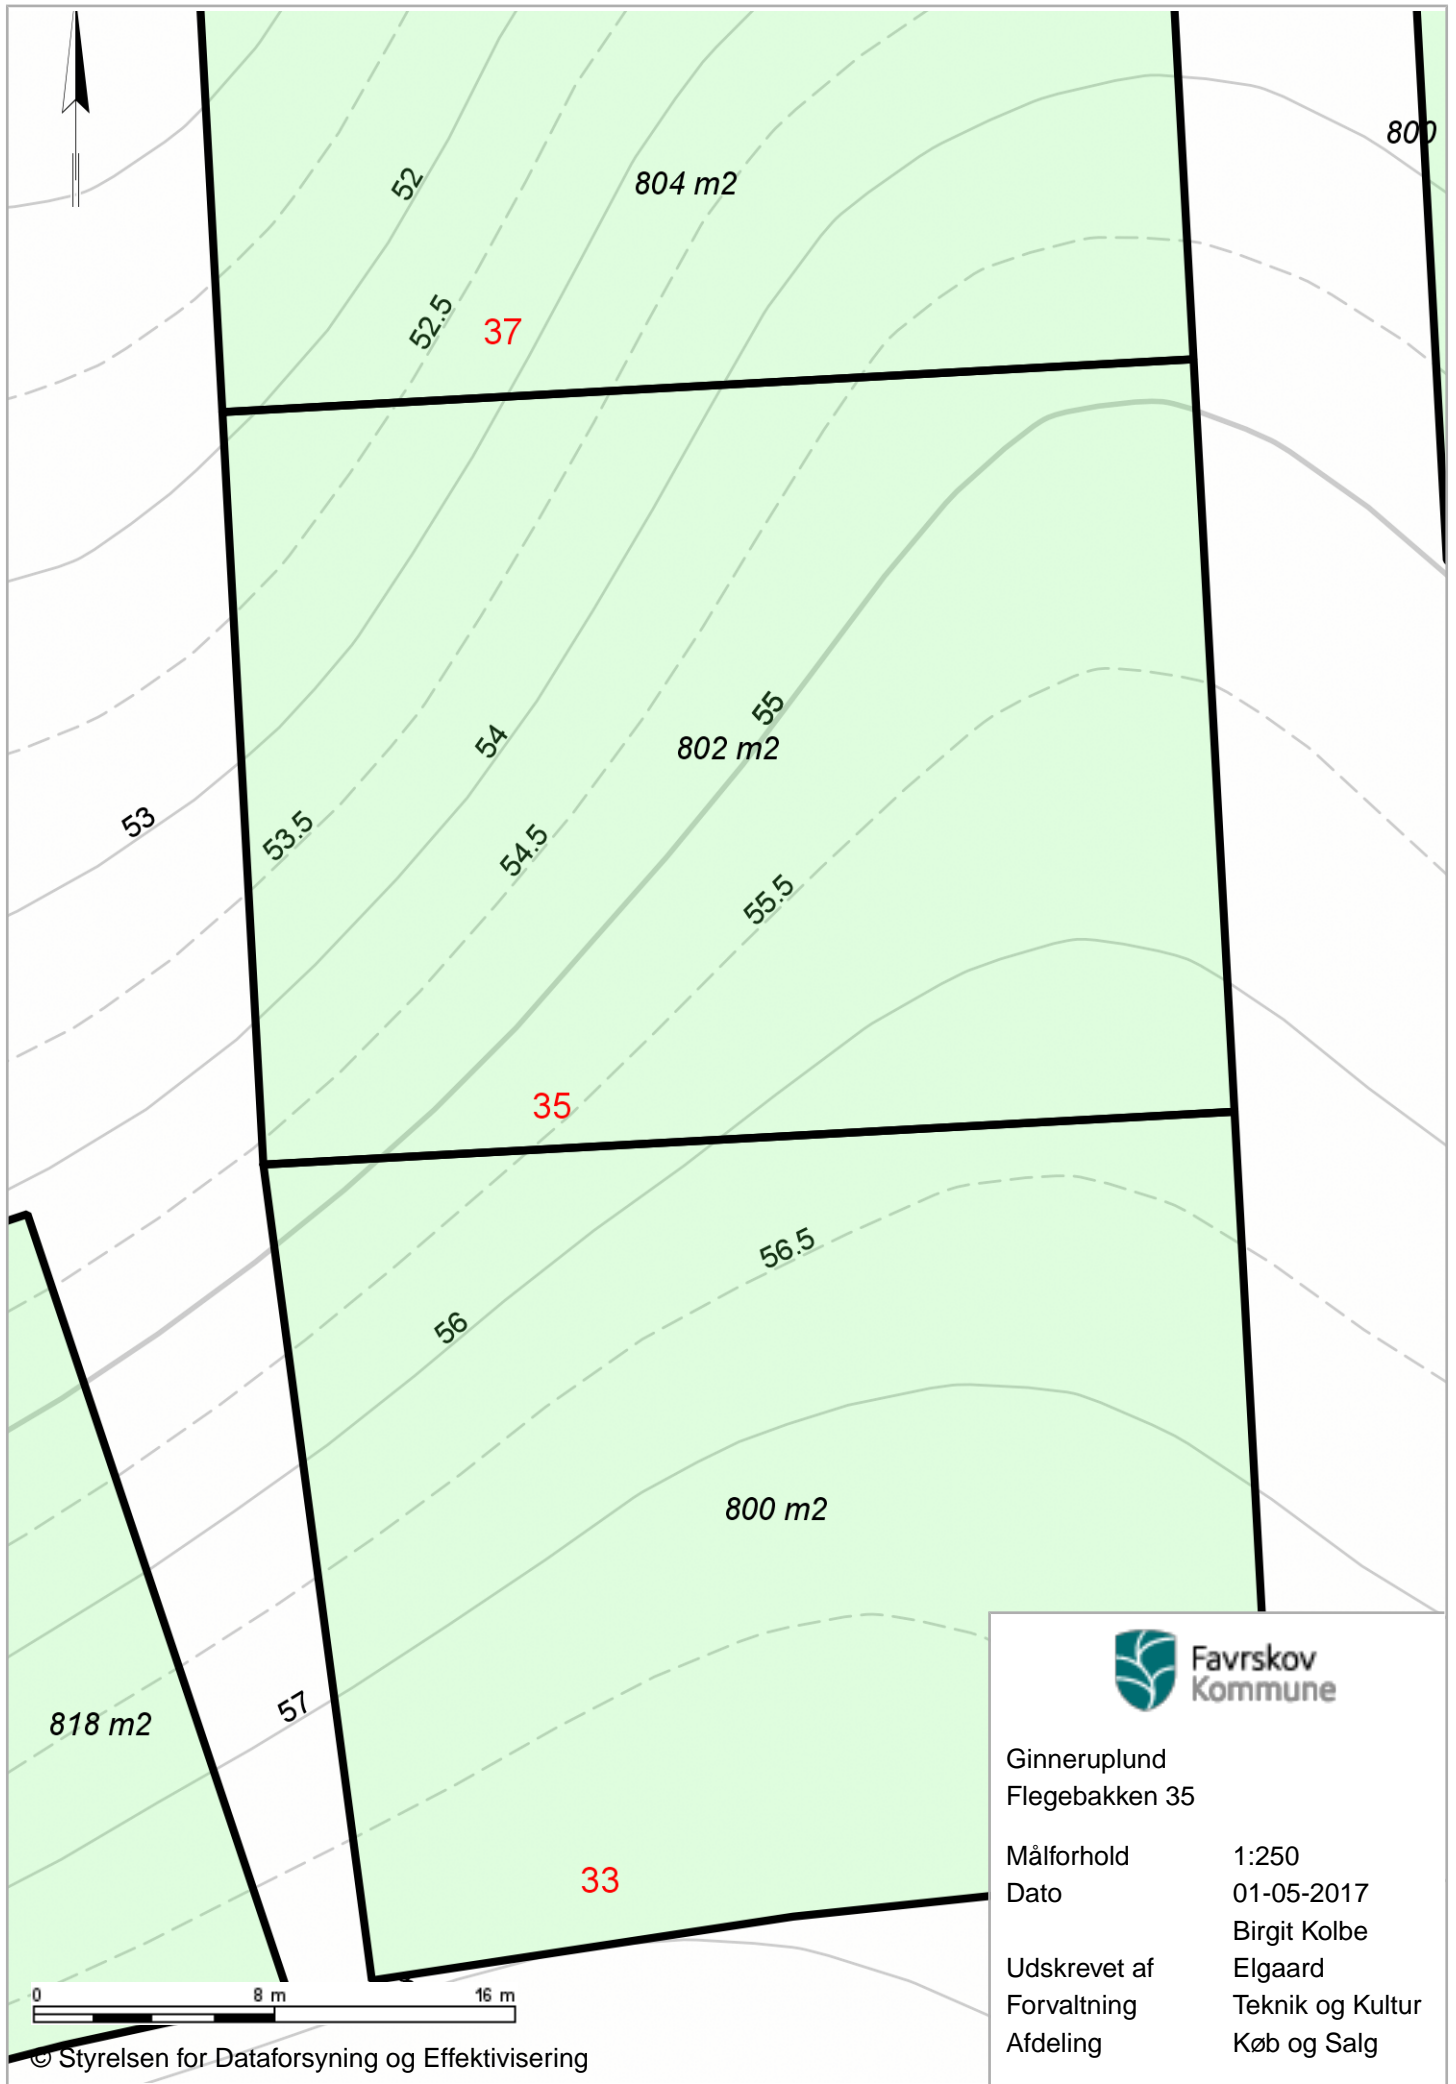 800
804 m2
52
52.5
37
55
802 m2
54
53
53.5
54.5
55.5
35
56.5
56
800 m2
57
818 m2
33
Favrskov
Kommune
Ginneruplund
Flegebakken 35
Målforhold 1:250
Dato 01-05-2017
Birgit Kolbe
Udskrevet af Elgaard
Forvaltning Teknik og Kultur
Afdeling Køb og Salg
0 8 m 16 m
© Styrelsen for Dataforsyning og Effektivisering